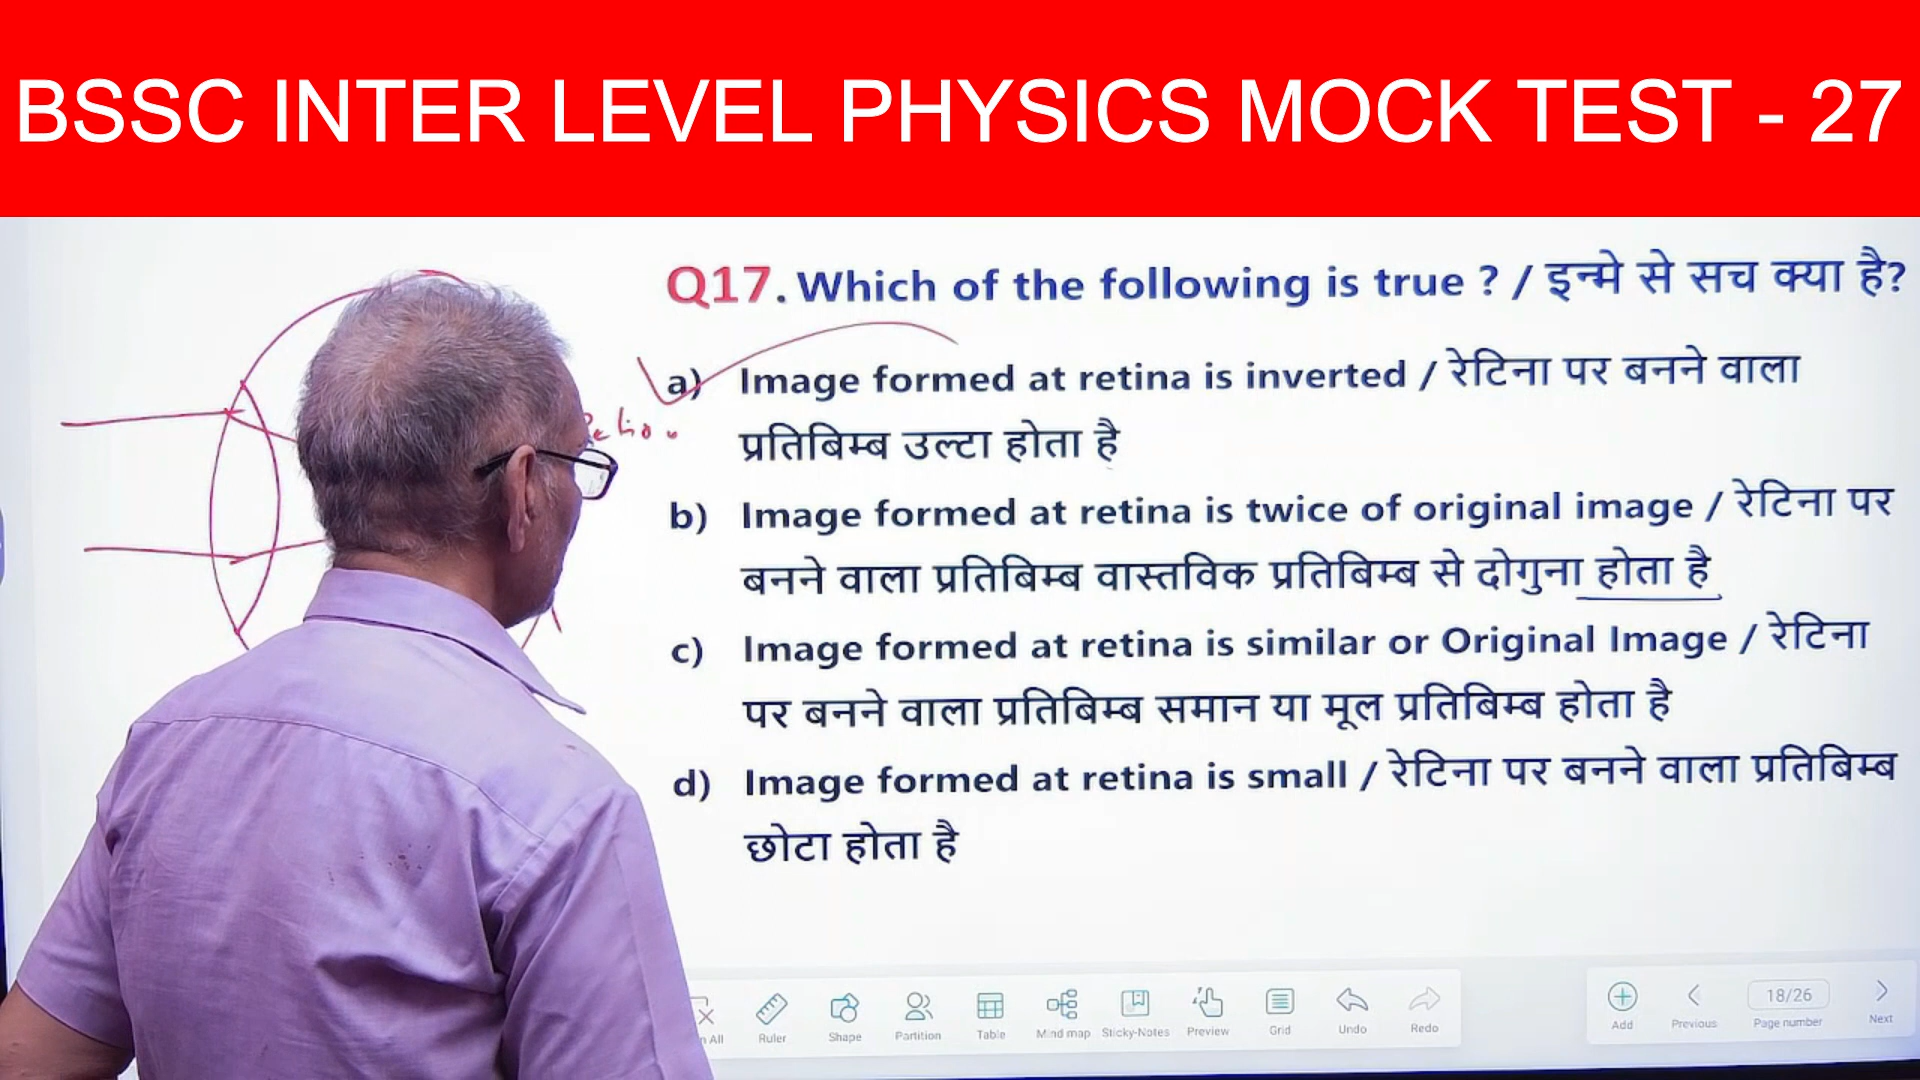 BSSC INTER LEVEL PHYSICS MOCK TEST - 27
Q17. Which of the following is true ? / इन्मे से सच क्या है?
a) Image formed at retina is inverted / रेटिना पर बनने वाला
प्रतिबिम्ब उल्टा होता है
b) Image formed at retina is twice of original image / रेटिना पर
बनने वाला प्रतिबिम्ब वास्तविक प्रतिबिम्ब से दोगुना होता है
c) Image formed at retina is similar or Original Image / रेटिना
पर बनने वाला प्रतिबिम्ब समान या मूल प्रतिबिम्ब होता है
d) Image formed at retina is small / रेटिना पर बनने वाला प्रतिबिम्ब
छोटा होता है
All Ruler Shape Partition Table Mind map Sticky-Notes Preview Grid Undo Redo
18/26
Add Previous Page number Next